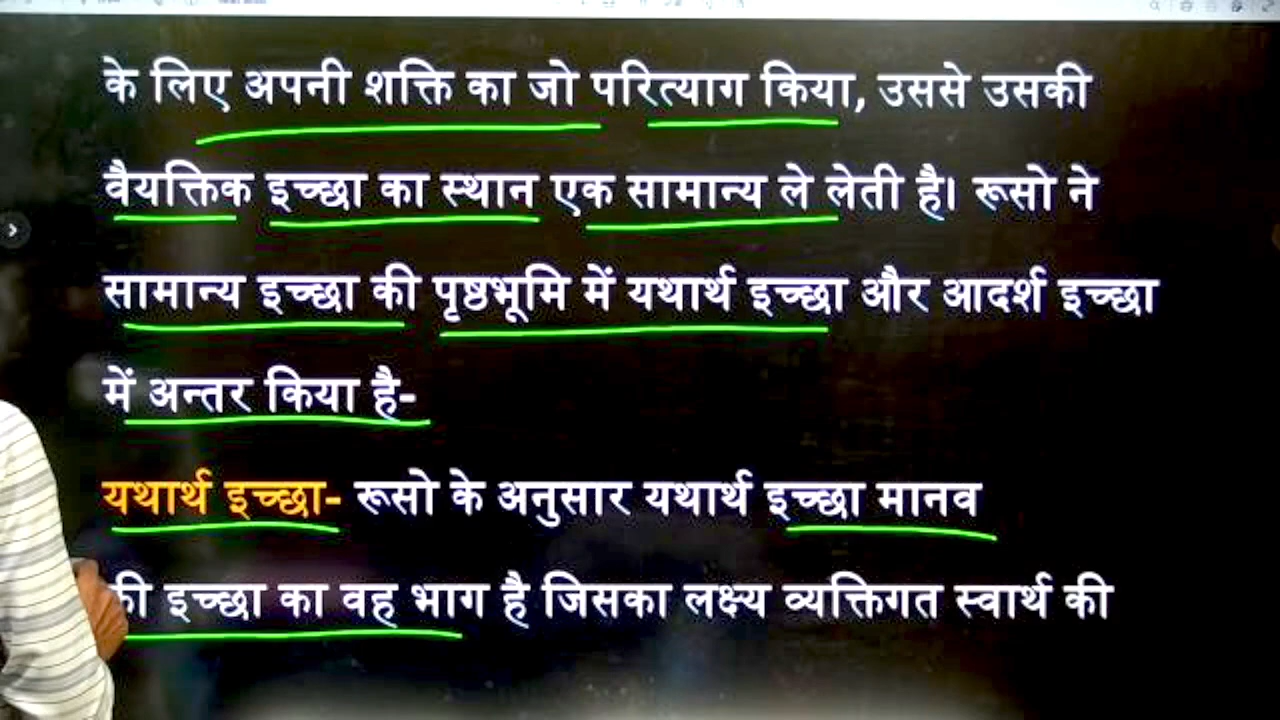 के लिए अपनी शक्ति का जो परित्याग किया, उससे उसकी
वैयक्तिक इच्छा का स्थान एक सामान्य ले लेती है। रूसो ने
सामान्य इच्छा की पृष्ठभूमि में यथार्थ इच्छा और आदर्श इच्छा
में अन्तर किया है-
यथार्थ इच्छा- रूसो के अनुसार यथार्थ इच्छा मानव
की इच्छा का वह भाग है जिसका लक्ष्य व्यक्तिगत स्वार्थ की